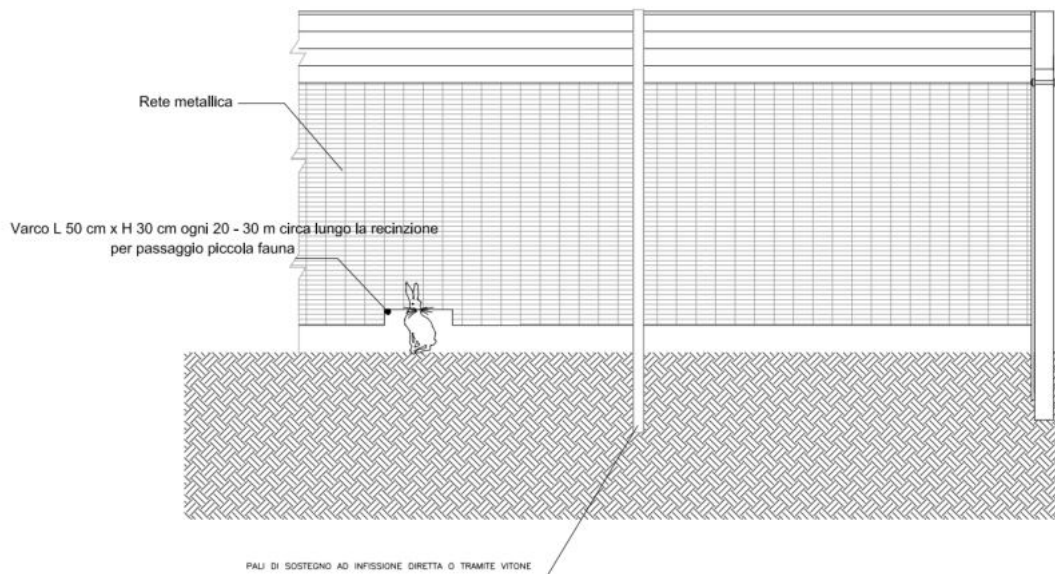 Rete metallica
Varco L 50 cm x H 30 cm ogni 20 - 30 m circa lungo la recinzione
per passaggio piccola fauna
PALI DI SOSTEGNO AD INFISSIONE DIRETTA O TRAMITE VITONE